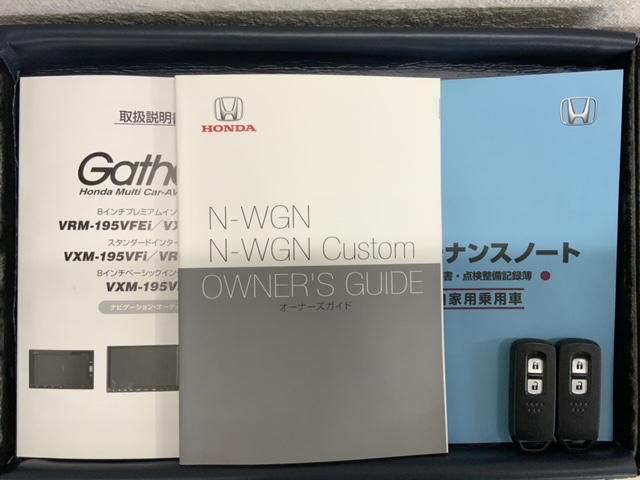 取扱説明書
Gathe
Honda Multi Car-AV
8インチプレミアムイン
VRM-195VFEi/VX
スタンダードインター
VXM-195VFi/VR
8インチベーシックイン
VXM-195V
ナビゲーション・オーデ
HONDA
N-WGN
N-WGN Custom
OWNER'S GUIDE
オーナーズガイド
ーナンスノート
書・点検整備記録簿
自家用乗用車